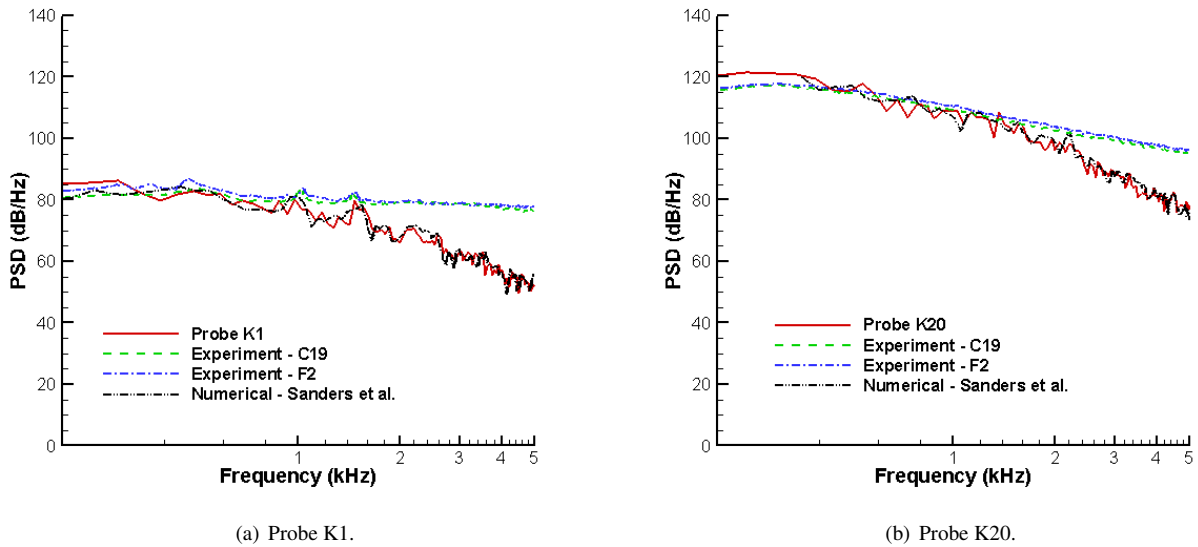 140
120
100
80
60
40
20
0
PSD (dB/Hz)
1 2 3 4 5
Frequency (kHz)
Probe K1
Experiment - C19
Experiment - F2
Numerical - Sanders et al.
(a) Probe K1.
140
120
100
80
60
40
20
0
PSD (dB/Hz)
1 2 3 4 5
Frequency (kHz)
Probe K20
Experiment - C19
Experiment - F2
Numerical - Sanders et al.
(b) Probe K20.